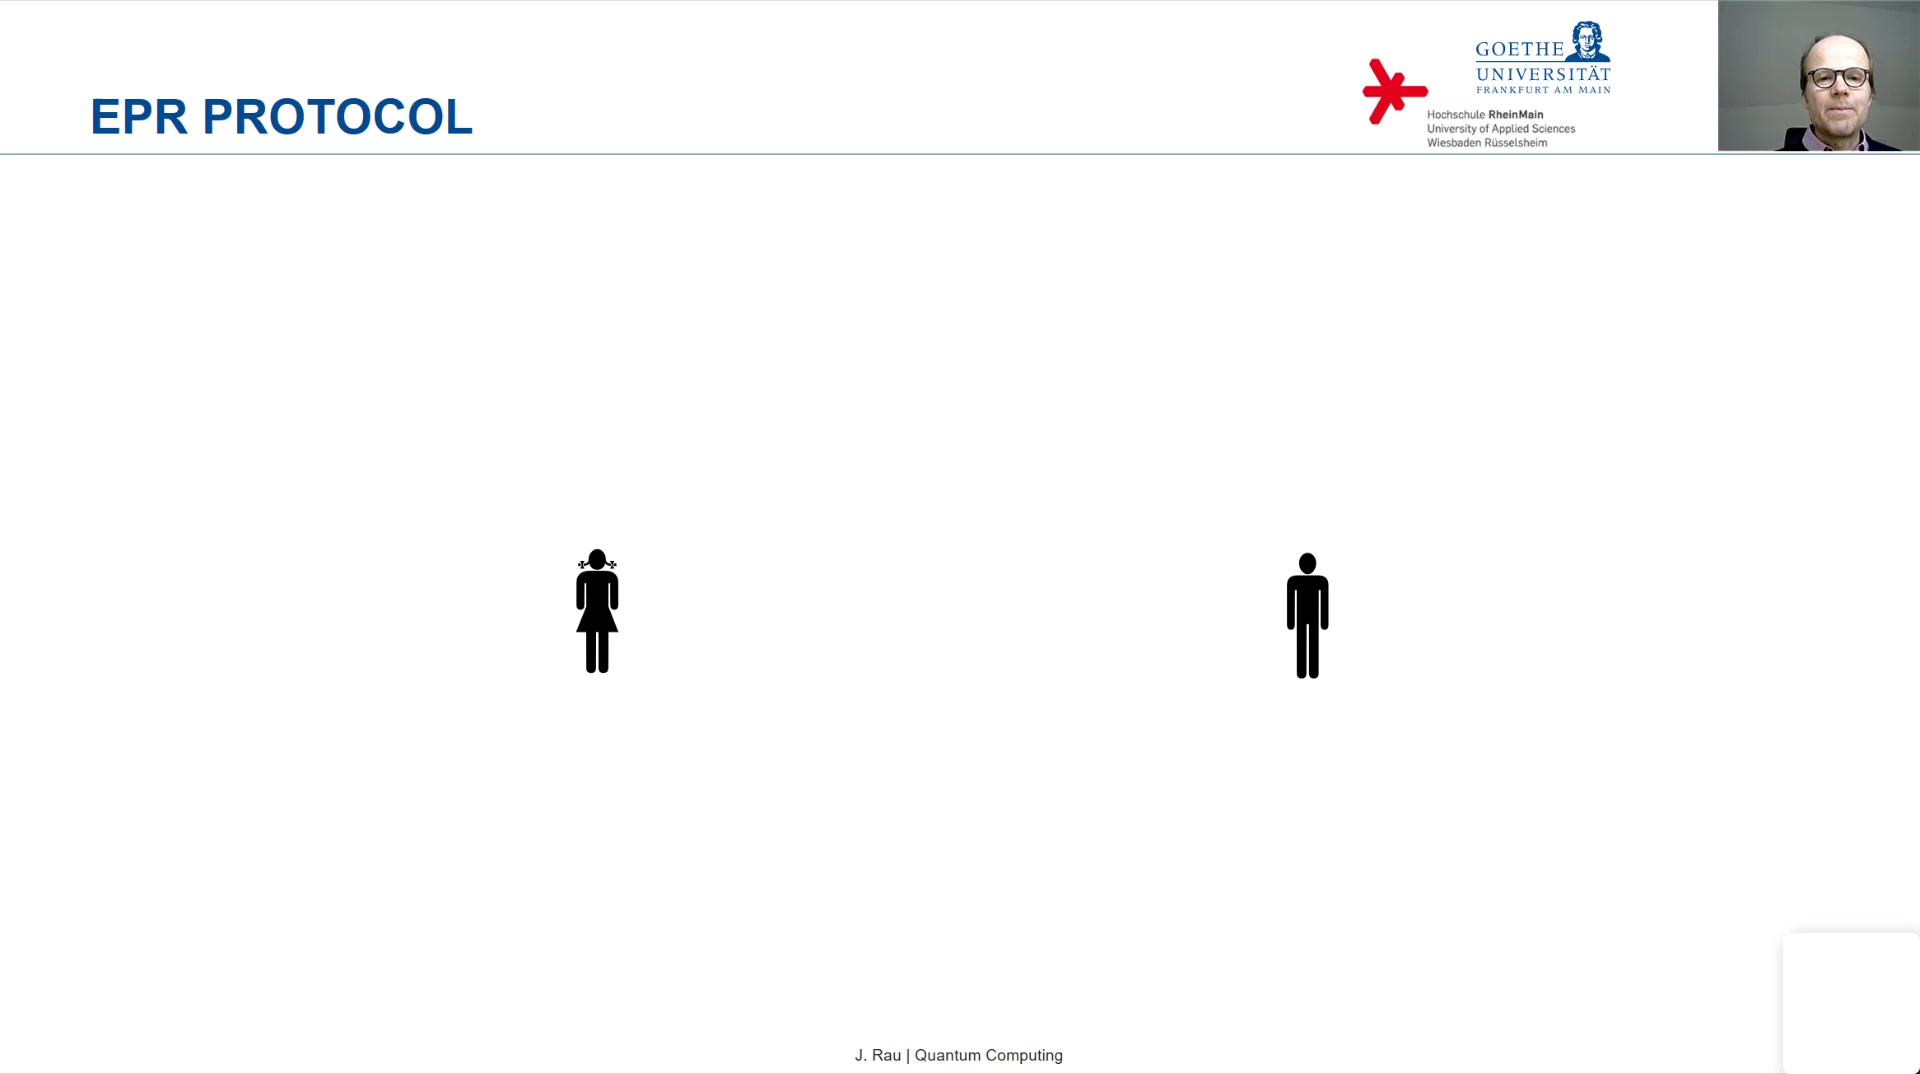 EPR PROTOCOL
GOETHE
UNIVERSITÄT
FRANKFURT AM MAIN
Hochschule RheinMain
University of Applied Sciences
Wiesbaden Rüsselsheim
J. Rau | Quantum Computing